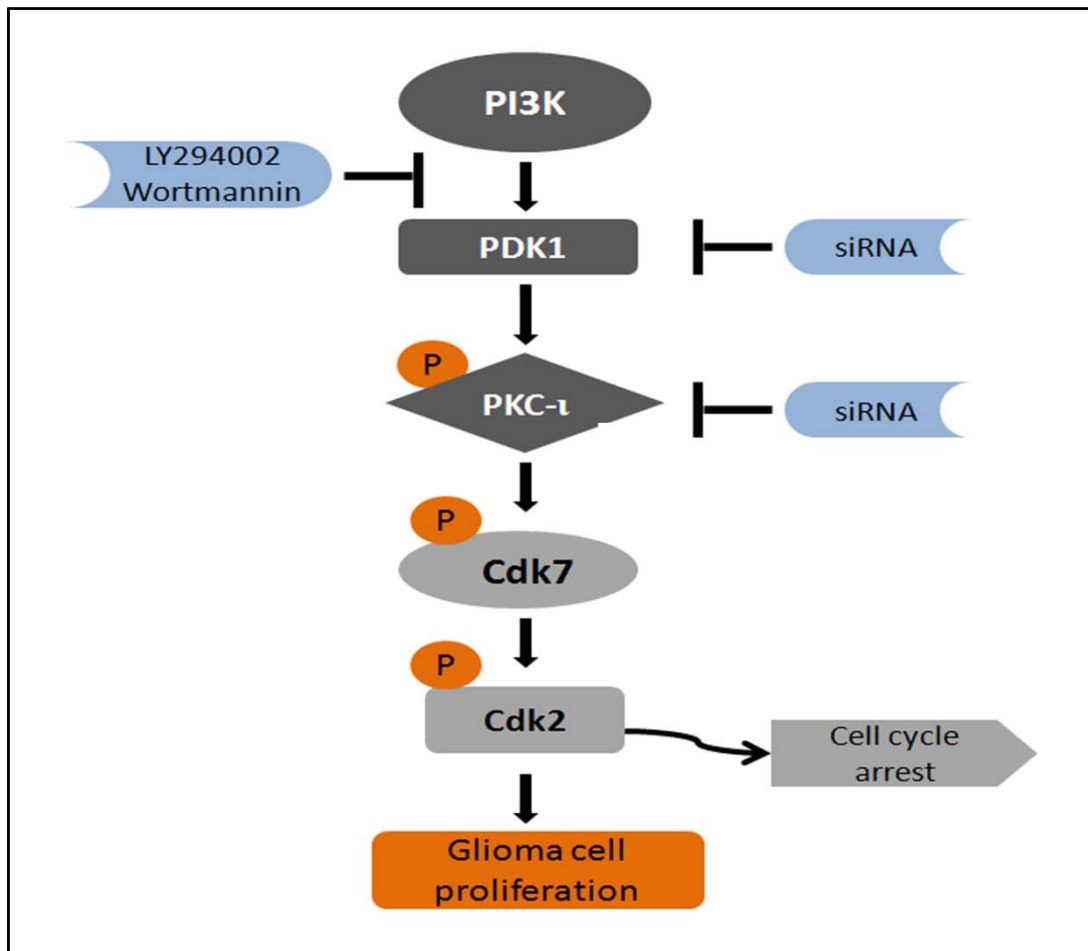 PI3K
LY294002
Wortmannin
PDK1
siRNA
P
PKC-ι
siRNA
P
Cdk7
P
Cdk2
Cell cycle
arrest
Glioma cell
proliferation